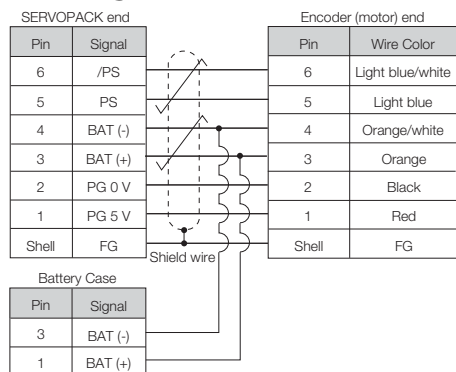 SERVOPACK end
Encoder (motor) end
Pin Signal Pin Wire Color
6 /PS 6 Light blue/white
5 PS 5 Light blue
4 BAT (-) 4 Orange/white
3 BAT (+) 3 Orange
2 PG 0 V 2 Black
1 PG 5 V 1 Red
Shell FG Shell FG
Shield wire
Battery Case
Pin Signal
3 BAT (-)
1 BAT (+)